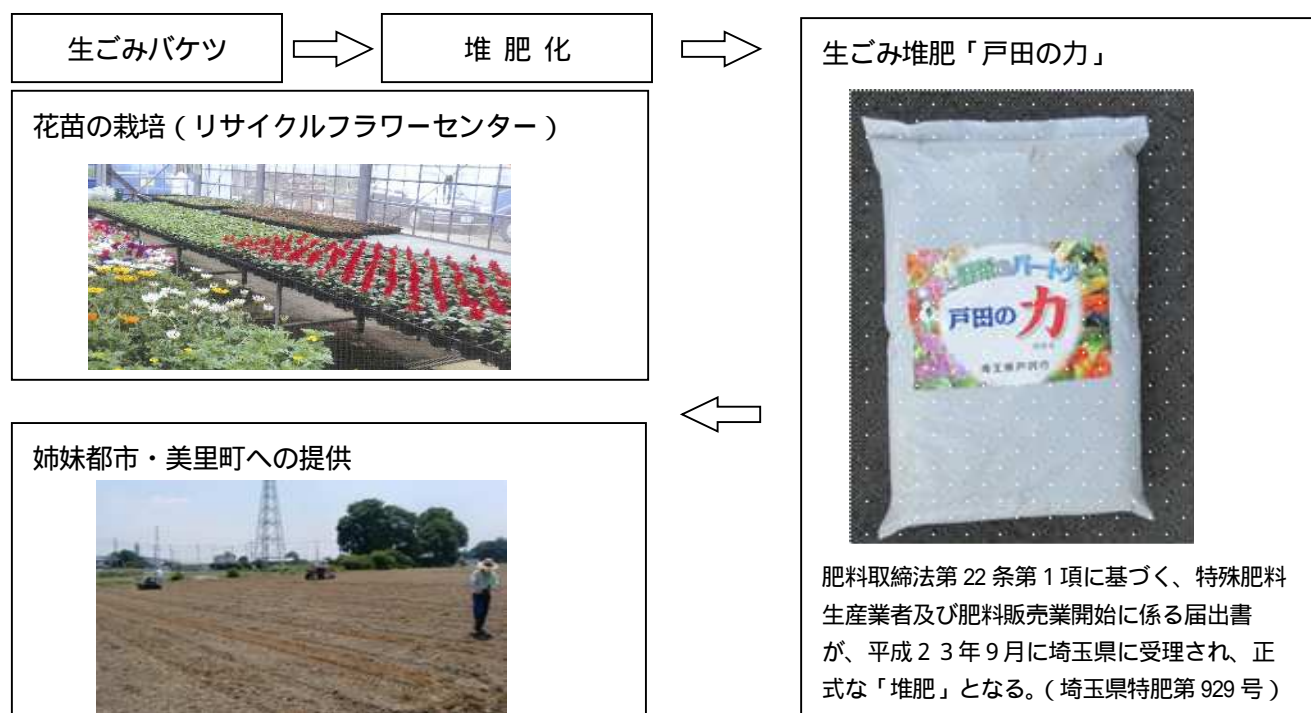 生ごみバケツ
堆 肥 化
生ごみ堆肥「戸田の力」
花苗の栽培（リサイクルフラワーセンター）
戸田の力
埼玉県戸田市
肥料取締法第 22 条第 1 項に基づく、特殊肥料
生産業者及び肥料販売業開始に係る届出書
が、平成２３年９月に埼玉県に受理され、正
式な「堆肥」となる。（埼玉県特肥第 929 号）
姉妹都市・美里町への提供